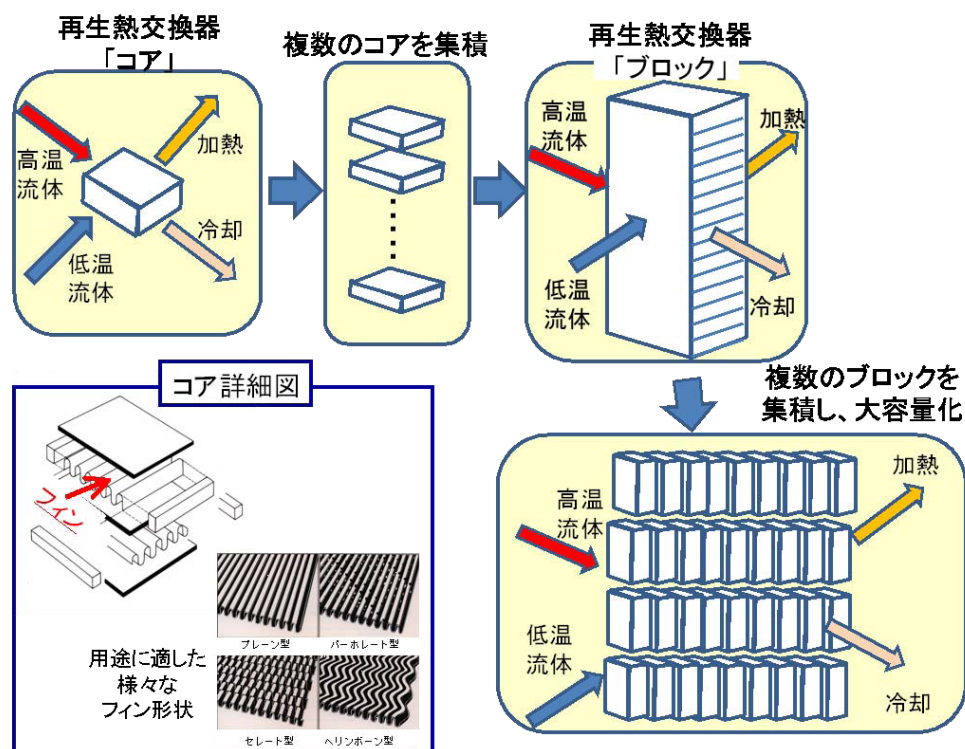 再生熱交換器
「コア」
高温
流体
加熱
低温
流体
冷却
複数のコアを集積
再生熱交換器
「ブロック」
高温
流体
加熱
低温
流体
冷却
複数のブロックを
集積し、大容量化
高温
流体
加熱
低温
流体
冷却
コア詳細図
フィン
プレーン型
パーホレート型
セレート型
ヘリンボーン型
用途に適した
様々な
フィン形状